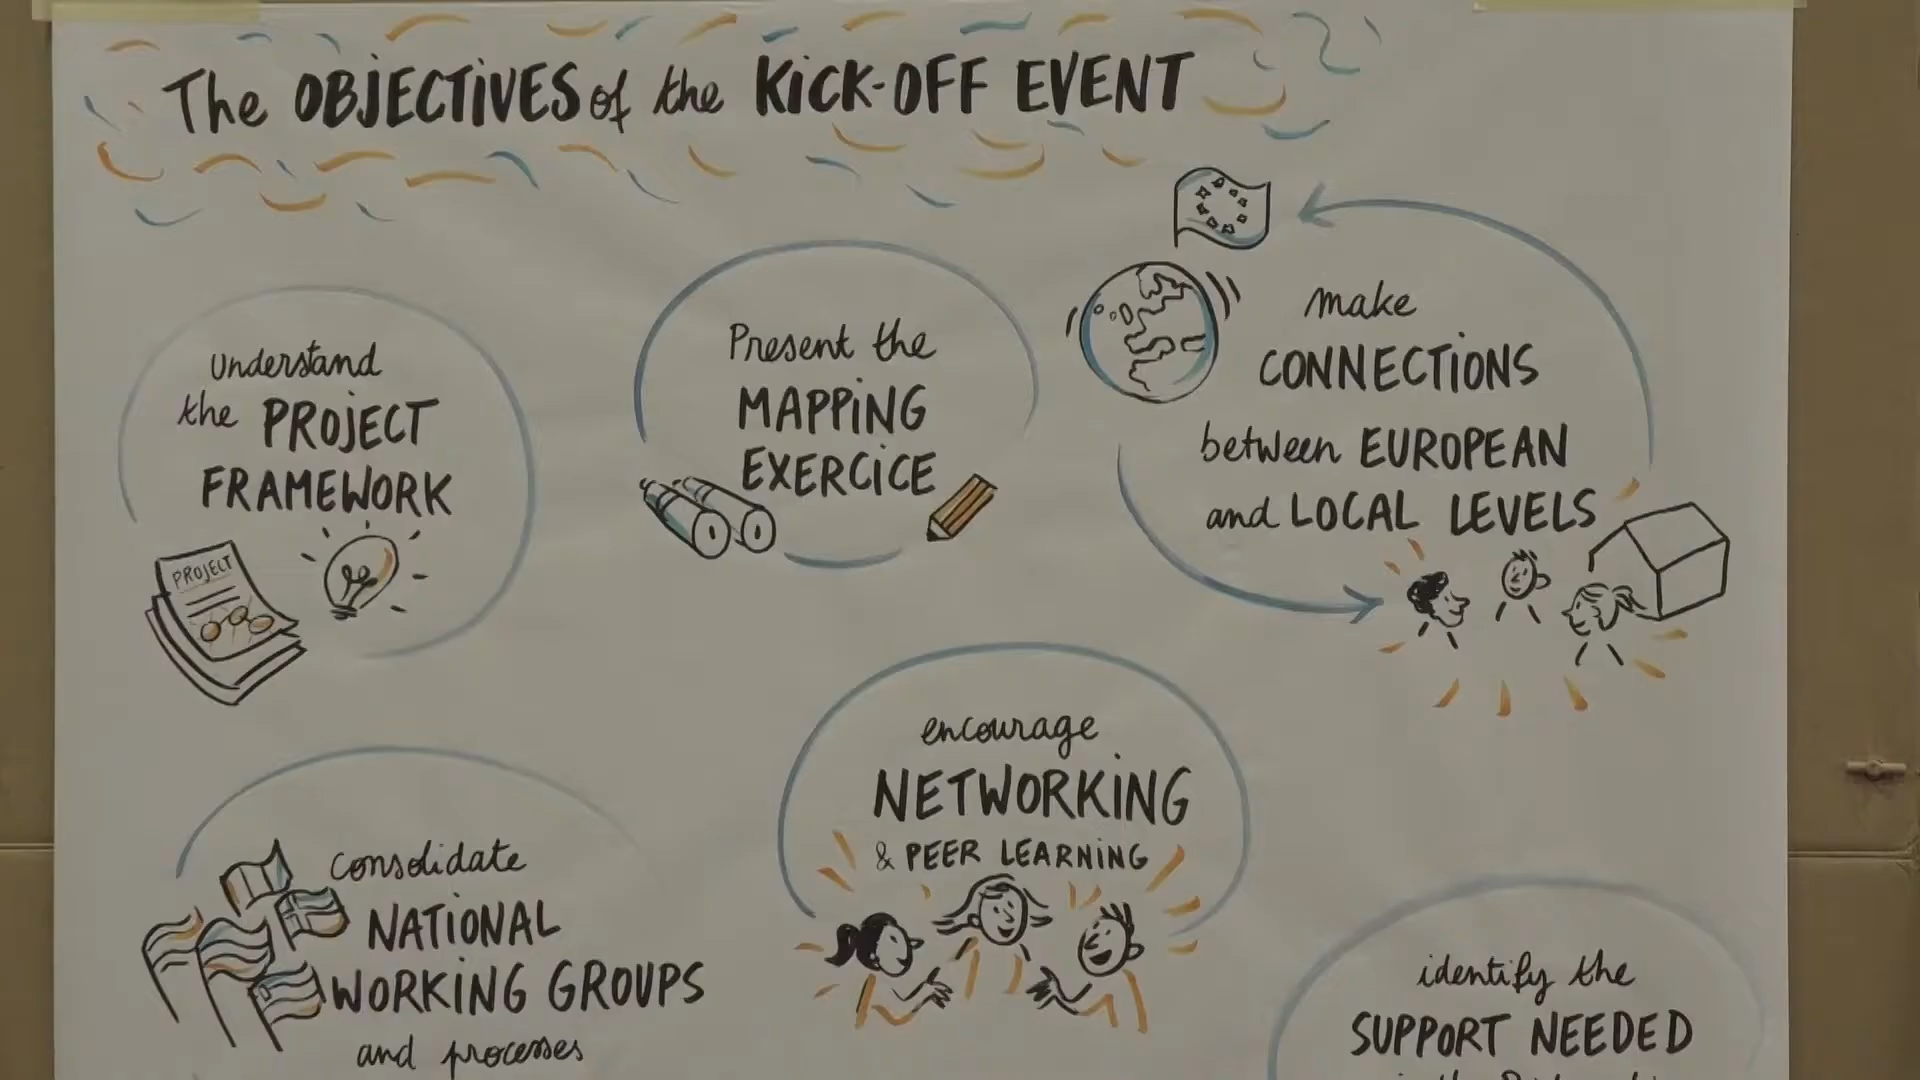 The OBJECTIVES of the KICK-OFF EVENT
Understand
the PROJECT
FRAMEWORK
PROJECT
Present the
MAPPING
EXERCICE
make
CONNECTIONS
between EUROPEAN
and LOCAL LEVELS
consolidate
NATIONAL
WORKING GROUPS
and processes
encourage
NETWORKING
& PEER LEARNING
identify the
SUPPORT NEEDED